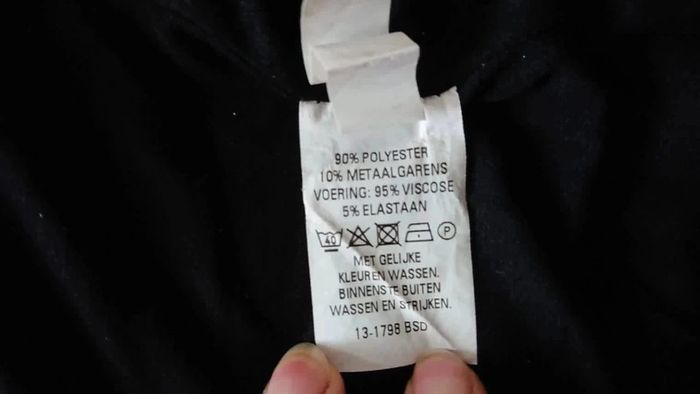 90% POLYESTER
10% METAALGARENS
VOERING: 95% VISCOSE
5% ELASTAAN
40 P
MET GELIJKE
KLEUREN WASSEN.
BINNENSTE BUITEN
WASSEN EN STRIJKEN.
13-1798 BSD